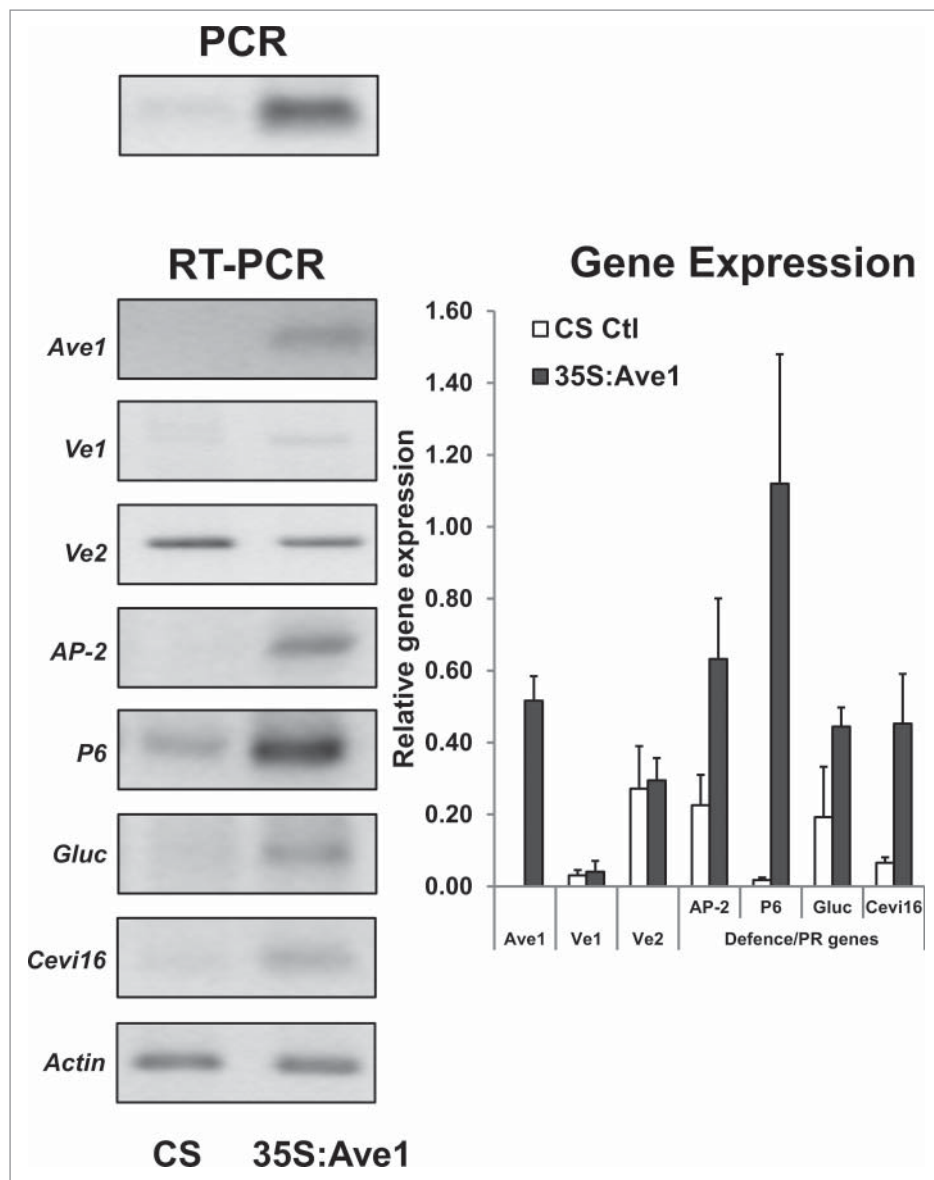 PCR
RT-PCR
Ave1
Ve1
Ve2
AP-2
P6
Gluc
Cevi16
Actin
CS 35S:Ave1
Gene Expression
CS Ctl
35S:Ave1
Relative gene expression
1.60
1.40
1.20
1.00
0.80
0.60
0.40
0.20
0.00
AP-2 P6 Gluc Cevi16
Ave1 Ve1 Ve2 Defence/PR genes